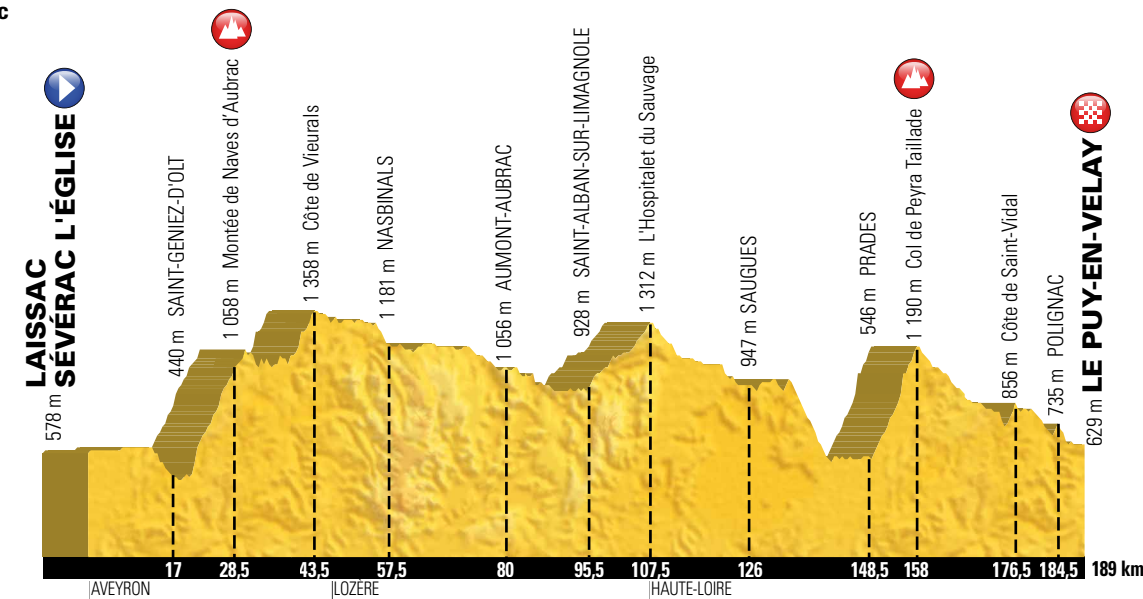 c
LAISSAC
SÉVÉRAC L'ÉGLISE
578 m
440 m SAINT-GENIEZ-D'OLT
1 058 m Montée de Naves d'Aubrac
1 358 m Côte de Vieurals
1 181 m NASBINALS
1 056 m AUMONT-AUBRAC
928 m SAINT-ALBAN-SUR-LIMAGNOLE
1 312 m L'Hospitalet du Sauvage
947 m SAUGUES
546 m PRADES
1 190 m Col de Peyra Taillade
856 m Côte de Saint-Vidal
735 m POLIGNAC
629 m LE PUY-EN-VELAY
17 28,5 43,5 57,5 80 95,5 107,5 126 148,5 158 176,5 184,5 189 km
AVEYRON LOZÈRE HAUTE-LOIRE